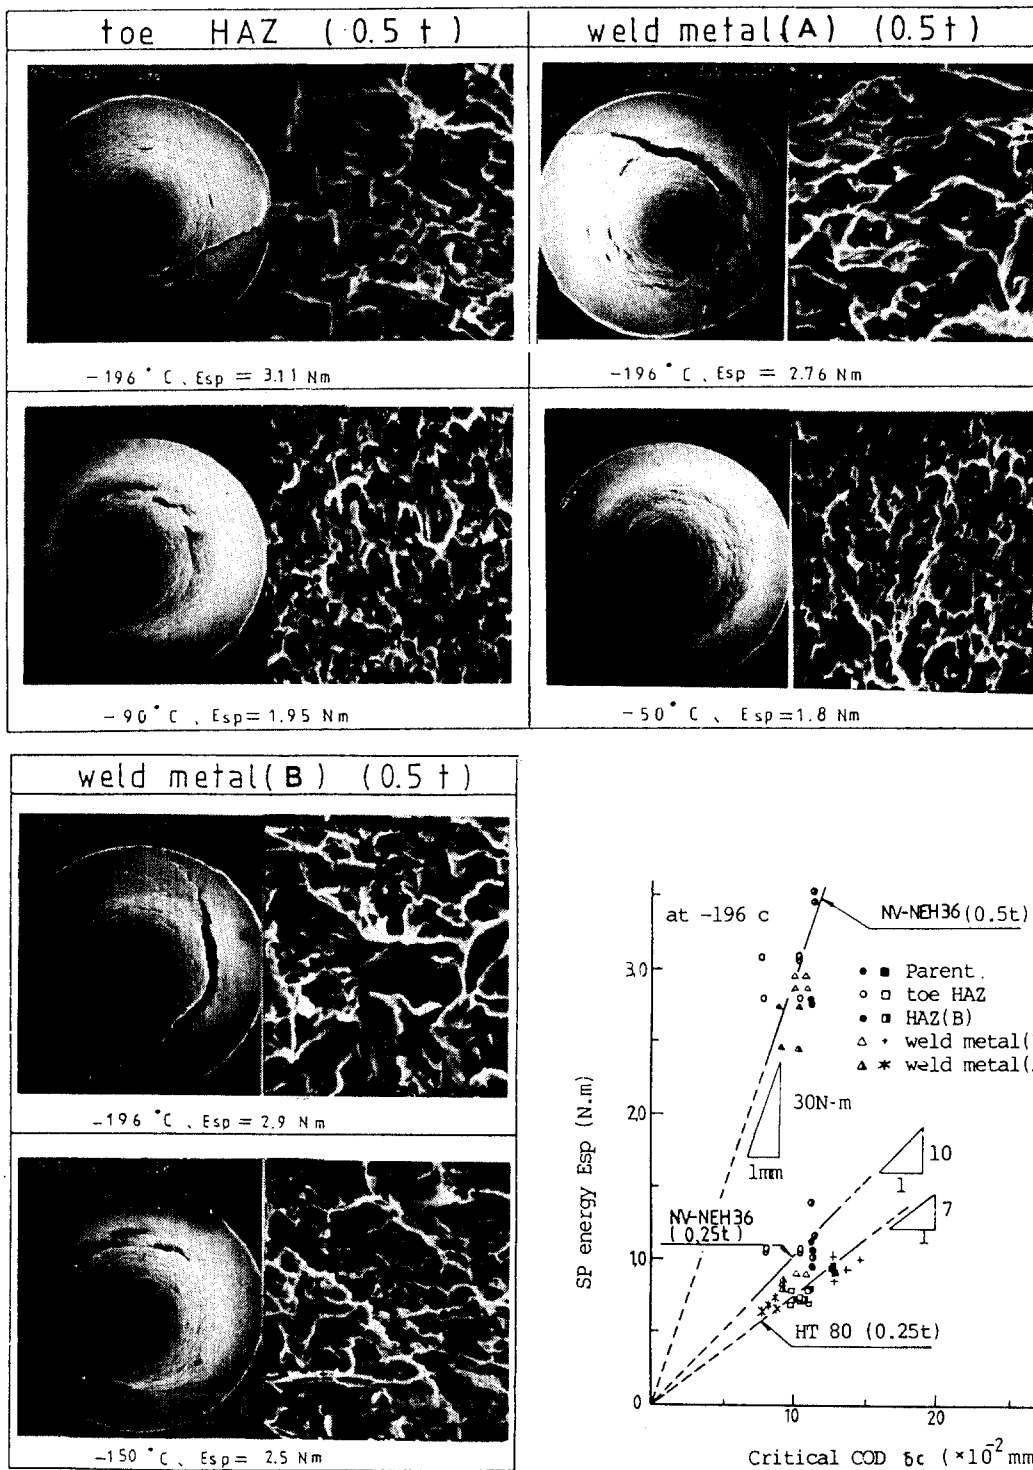 toe HAZ (0.5 t)
weld metal(A) (0.5t)
-196 °C, Esp = 3.11 Nm
-196 °C, Esp = 2.76 Nm
-90 °C, Esp= 1.95 Nm
-50 °C, Esp=1.8 Nm
weld metal(B) (0.5 t)
-196 °C, Esp = 2.9 Nm
-150 °C, Esp= 2.5 Nm
at -196 c
NV-NEH36 (0.5t)
3.0
Parent.
toe HAZ
HAZ(B)
weld metal(
weld metal(
30N-m
1mm
2.0
SP energy Esp (N.m)
10
1
7
1
NV-NEH36
(0.25t)
1.0
HT 80 (0.25t)
0
10
20
Critical COD δc (×10⁻² mm